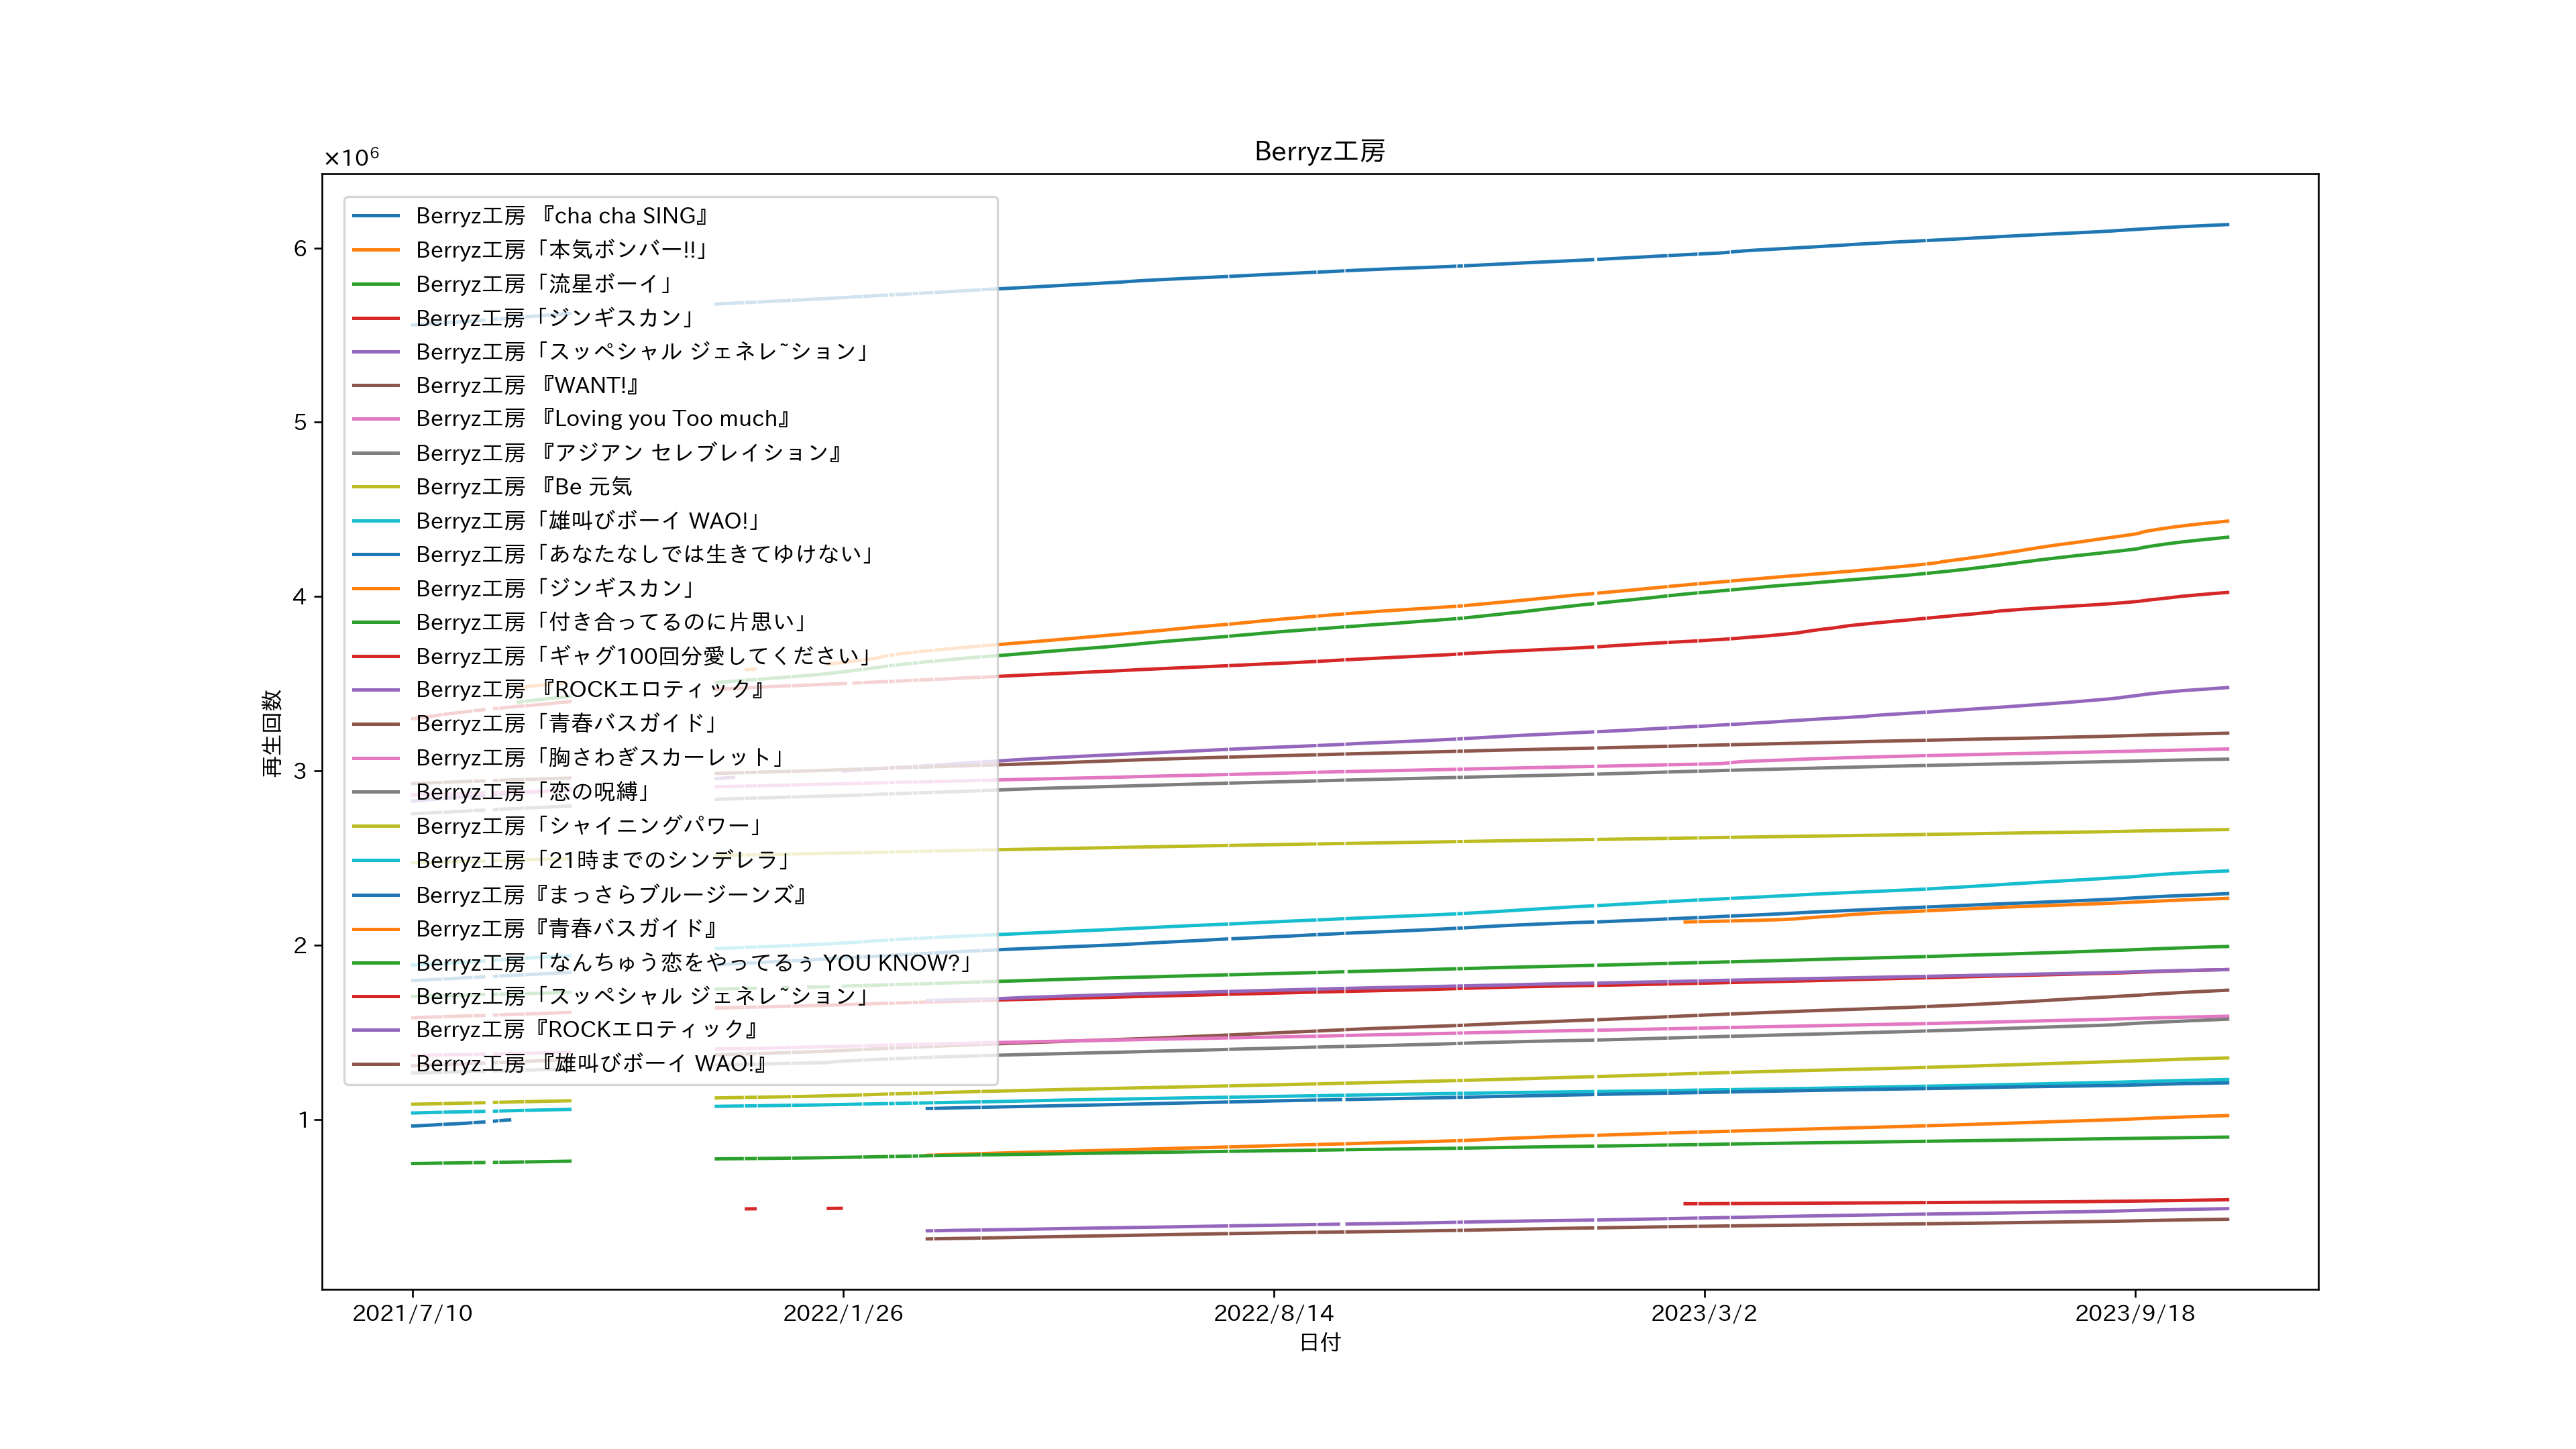 Berryz工房
×10⁶
Berryz工房 『cha cha SING』
Berryz工房「本気ボンバー!!」
Berryz工房「流星ボーイ」
Berryz工房「ジンギスカン」
Berryz工房「スッペシャル ジェネレ~ション」
Berryz工房 『WANT!』
Berryz工房 『Loving you Too much』
Berryz工房 『アジアン セレブレイション』
Berryz工房 『Be 元気
Berryz工房「雄叫びボーイ WAO!」
Berryz工房「あなたなしでは生きてゆけない」
Berryz工房「ジンギスカン」
Berryz工房「付き合ってるのに片思い」
Berryz工房「ギャグ100回分愛してください」
Berryz工房 『ROCKエロティック』
Berryz工房「青春バスガイド」
Berryz工房「胸さわぎスカーレット」
Berryz工房「恋の呪縛」
Berryz工房「シャイニングパワー」
Berryz工房「21時までのシンデレラ」
Berryz工房『まっさらブルージーンズ』
Berryz工房『青春バスガイド』
Berryz工房「なんちゅう恋をやってるぅ YOU KNOW?」
Berryz工房「スッペシャル ジェネレ~ション」
Berryz工房『ROCKエロティック』
Berryz工房 『雄叫びボーイ WAO!』
6
5
4
3
2
1
再生回数
2021/7/10
2022/1/26
2022/8/14
2023/3/2
2023/9/18
日付